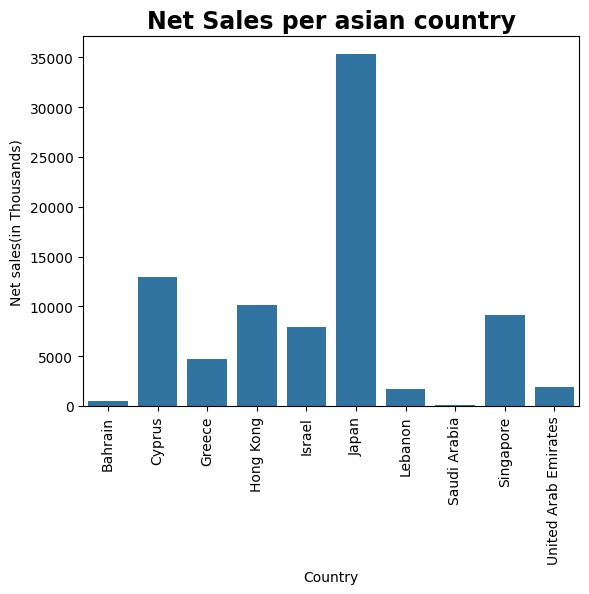 Net Sales per asian country
Net sales(in Thousands)
35000
30000
25000
20000
15000
10000
5000
0
Bahrain
Cyprus
Greece
Hong Kong
Israel
Japan
Lebanon
Saudi Arabia
Singapore
United Arab Emirates
Country